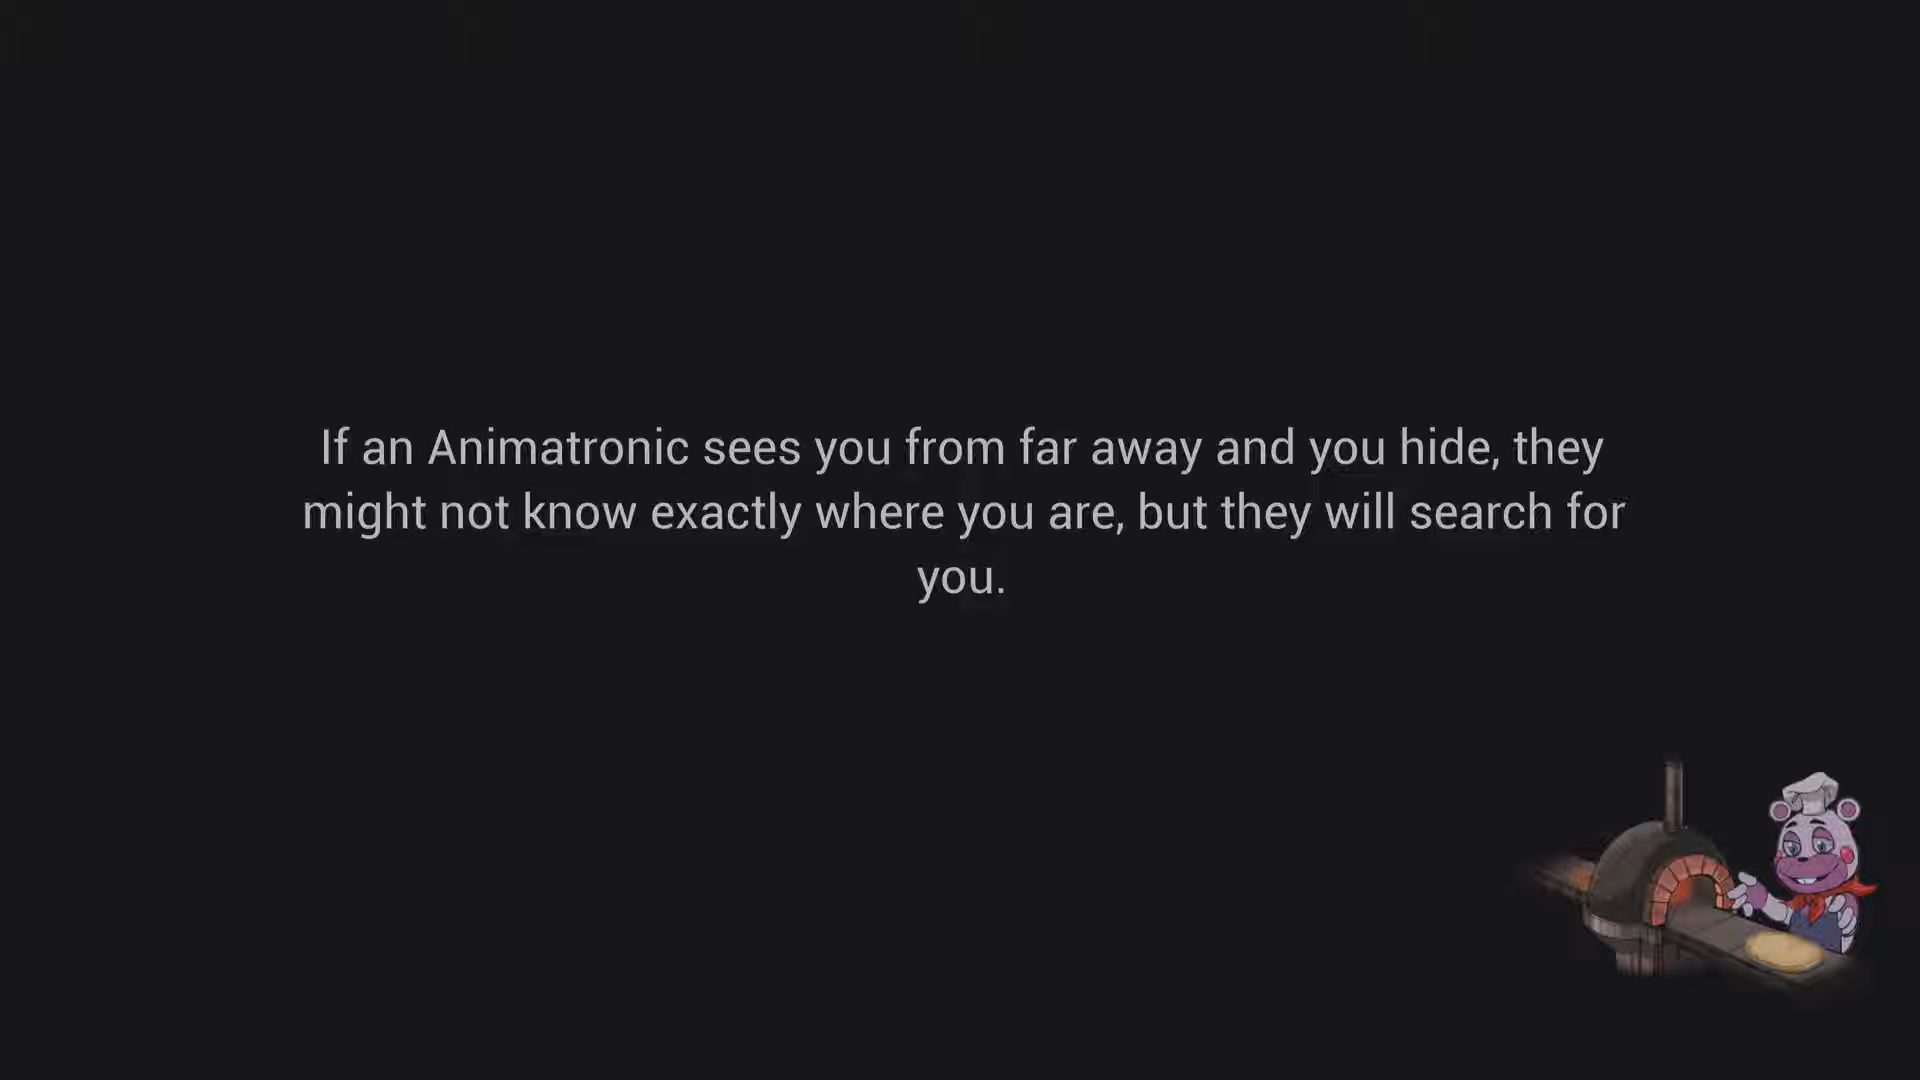 If an Animatronic sees you from far away and you hide, they
might not know exactly where you are, but they will search for
you.